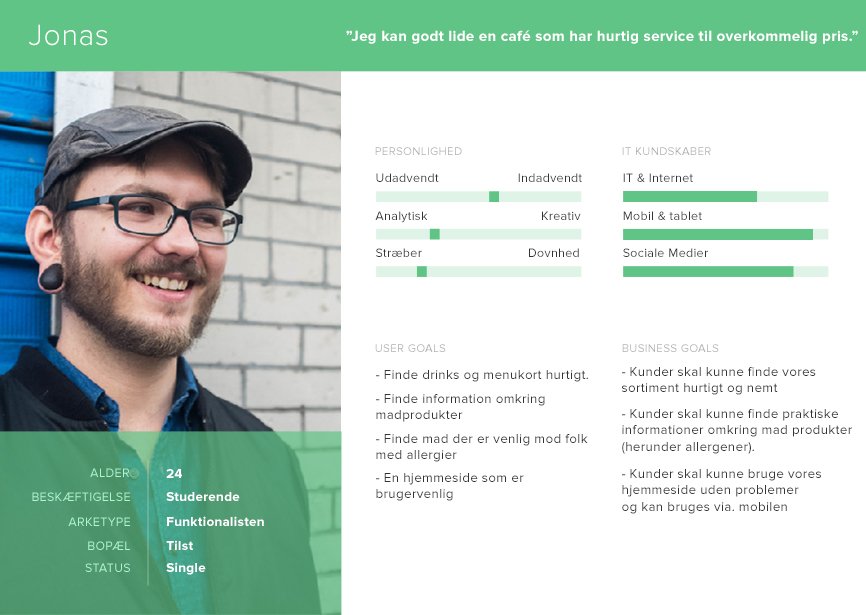 Jonas
"Jeg kan godt lide en café som har hurtig service til overkommelig pris."
PERSONLIGHED
Udadvendt Indadvendt
Analytisk Kreativ
Stræber Dovnhed
IT KUNDSKABER
IT & Internet
Mobil & tablet
Sociale Medier
USER GOALS
- Finde drinks og menukort hurtigt.
- Finde information omkring
madprodukter
- Finde mad der er venlig mod folk
med allergier
- En hjemmeside som er
brugervenlig
BUSINESS GOALS
- Kunder skal kunne finde vores
sortiment hurtigt og nemt
- Kunder skal kunne finde praktiske
informationer omkring mad produkter
(herunder allergener).
- Kunder skal kunne bruge vores
hjemmeside uden problemer
og kan bruges via. mobilen
ALDER 24
BESKÆFTIGELSE Studerende
ARKETYPE Funktionalisten
BOPÆL Tilst
STATUS Single